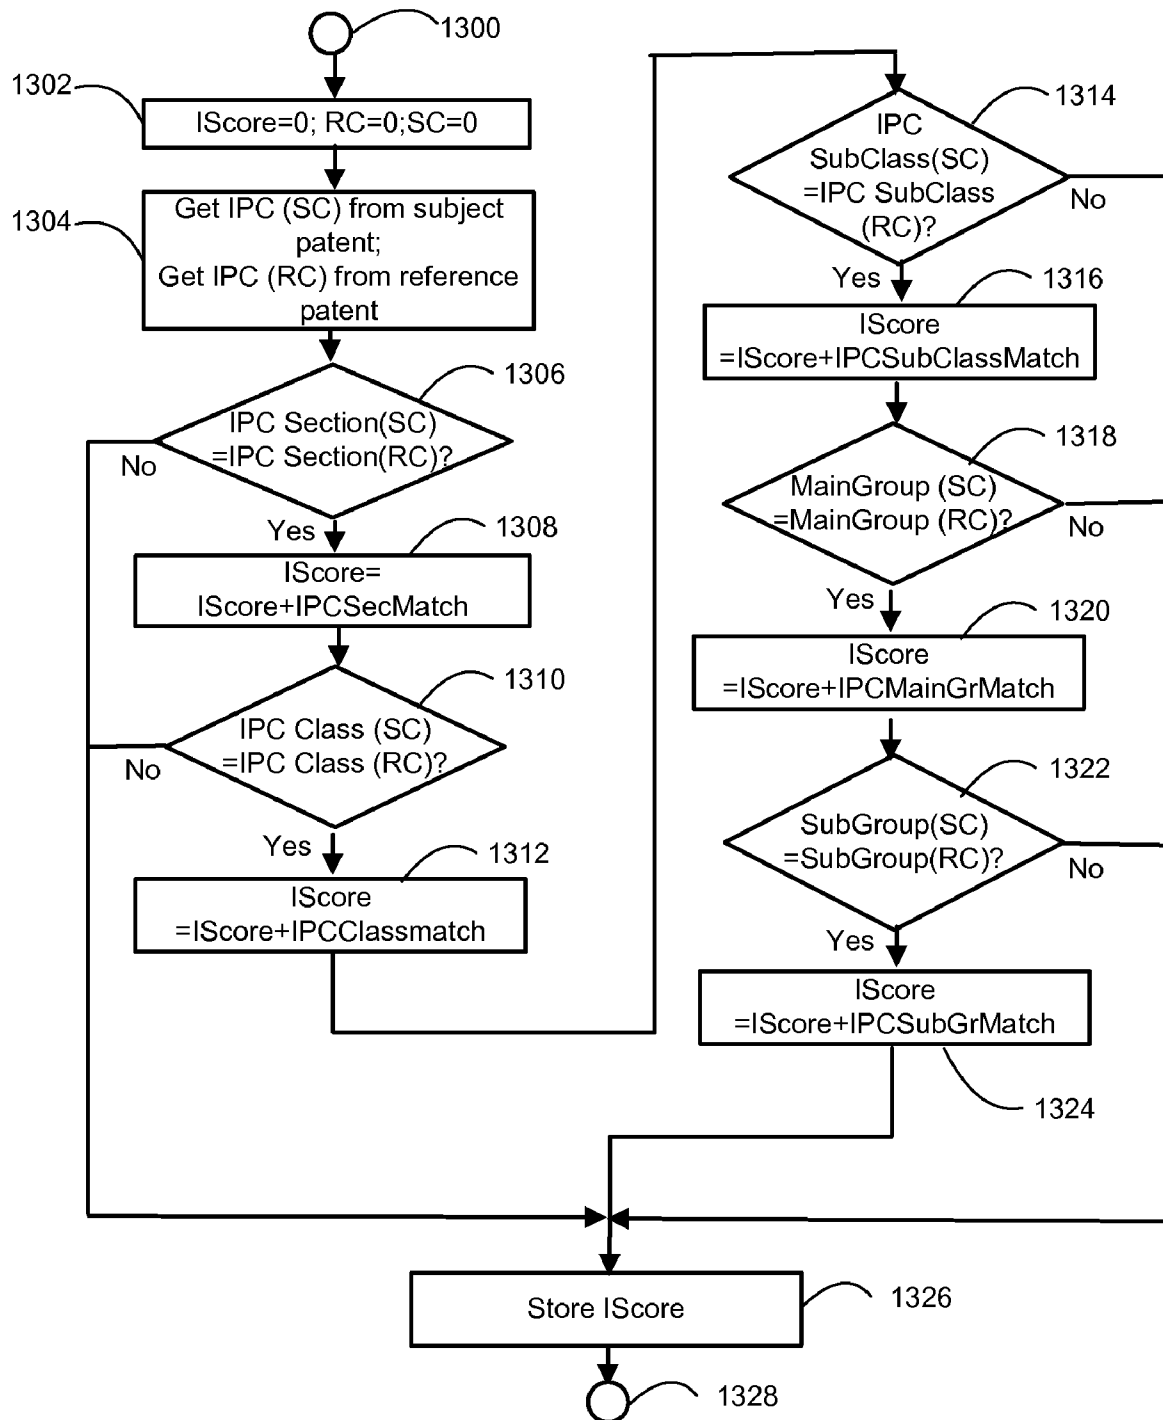 1300
1302
IScore=0; RC=0;SC=0
1304
Get IPC (SC) from subject
patent;
Get IPC (RC) from reference
patent
1306
IPC Section(SC)
=IPC Section(RC)?
No
Yes
1308
IScore=
IScore+IPCSecMatch
1310
IPC Class (SC)
=IPC Class (RC)?
No
Yes
1312
IScore
=IScore+IPCClassmatch
1314
IPC
SubClass(SC)
=IPC SubClass
(RC)?
No
Yes
1316
IScore
=IScore+IPCSubClassMatch
1318
MainGroup (SC)
=MainGroup (RC)?
No
Yes
1320
IScore
=IScore+IPCMainGrMatch
1322
SubGroup(SC)
=SubGroup(RC)?
No
Yes
IScore
=IScore+IPCSubGrMatch
1324
Store IScore
1326
1328